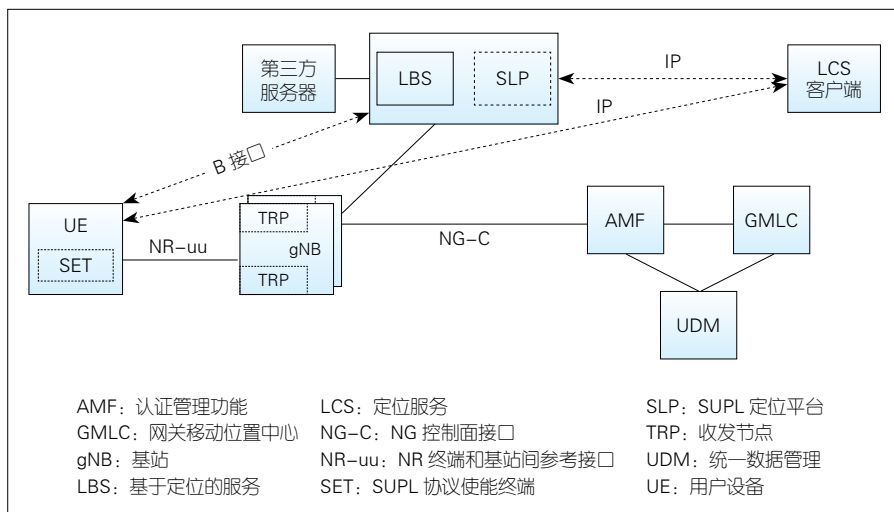 第三方
服务器
LBS
SLP
IP
LCS
客户端
IP
B 接口
UE
SET
NR-uu
TRP
gNB
TRP
NG-C
AMF
GMLC
UDM
AMF：认证管理功能
LCS：定位服务
SLP：SUPL 定位平台
GMLC：网关移动位置中心
NG-C：NG 控制面接口
TRP：收发节点
gNB：基站
NR-uu：NR 终端和基站间参考接口
UDM：统一数据管理
LBS：基于定位的服务
SET：SUPL 协议使能终端
UE：用户设备